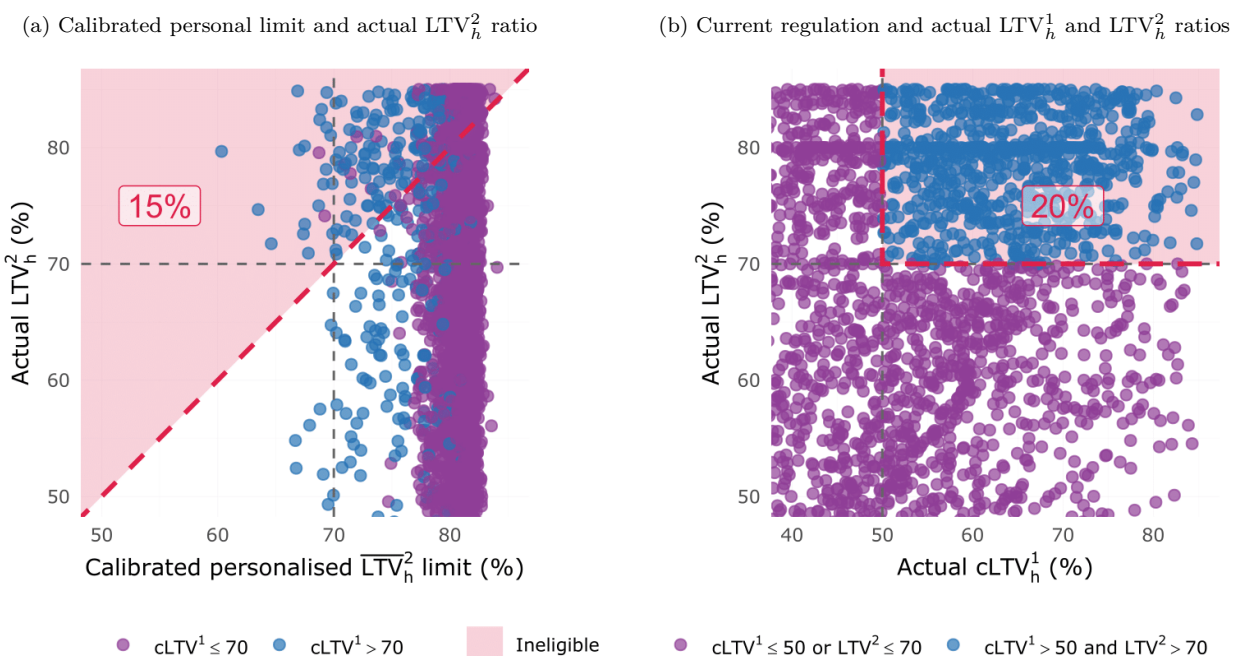 (a) Calibrated personal limit and actual LTV²ₕ ratio
80
70
60
50
Actual LTV²ₕ (%)
15%
50 60 70 80
Calibrated personalised L̅T̅V̅²ₕ limit (%)
cLTV¹ ≤ 70 cLTV¹ > 70 Ineligible
(b) Current regulation and actual LTV¹ₕ and LTV²ₕ ratios
80
70
60
50
Actual LTV²ₕ (%)
20%
40 50 60 70 80
Actual cLTV¹ₕ (%)
cLTV¹ ≤ 50 or LTV² ≤ 70 cLTV¹ > 50 and LTV² > 70